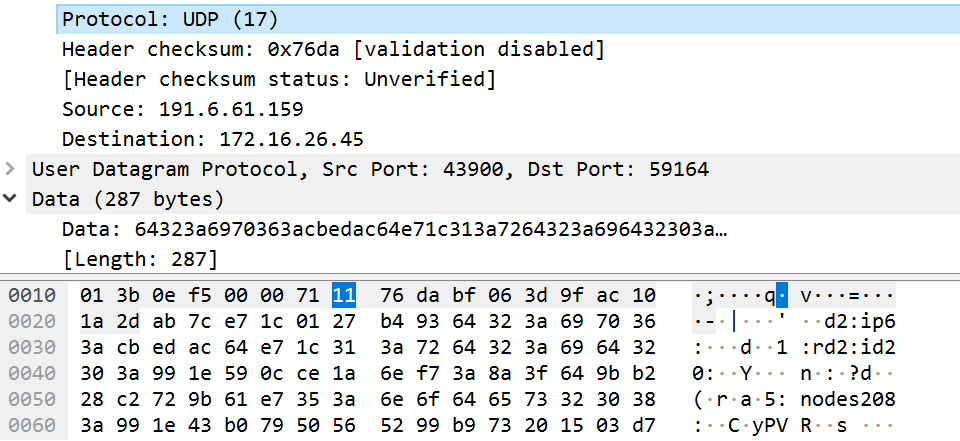 Protocol: UDP (17)
Header checksum: 0x76da [validation disabled]
[Header checksum status: Unverified]
Source: 191.6.61.159
Destination: 172.16.26.45
User Datagram Protocol, Src Port: 43900, Dst Port: 59164
Data (287 bytes)
Data: 64323a6970363acbedac64e71c313a7264323a696432303a…
[Length: 287]
0010 01 3b 0e f5 00 00 71 11 76 da bf 06 3d 9f ac 10 ·;····q· v···=···
0020 1a 2d ab 7c e7 1c 01 27 b4 93 64 32 3a 69 70 36 ·-·|···' ··d2:ip6
0030 3a cb ed ac 64 e7 1c 31 3a 72 64 32 3a 69 64 32 :···d··1 :rd2:id2
0040 30 3a 99 1e 59 0c ce 1a 6e f7 3a 8a 3f 64 9b b2 0:··Y··· n·:·?d··
0050 28 c2 72 9b 61 e7 35 3a 6e 6f 64 65 73 32 30 38 (·r·a·5: nodes208
0060 3a 99 1e 43 b0 79 50 56 52 99 b9 73 20 15 03 d7 :··C·yPV R··s ···